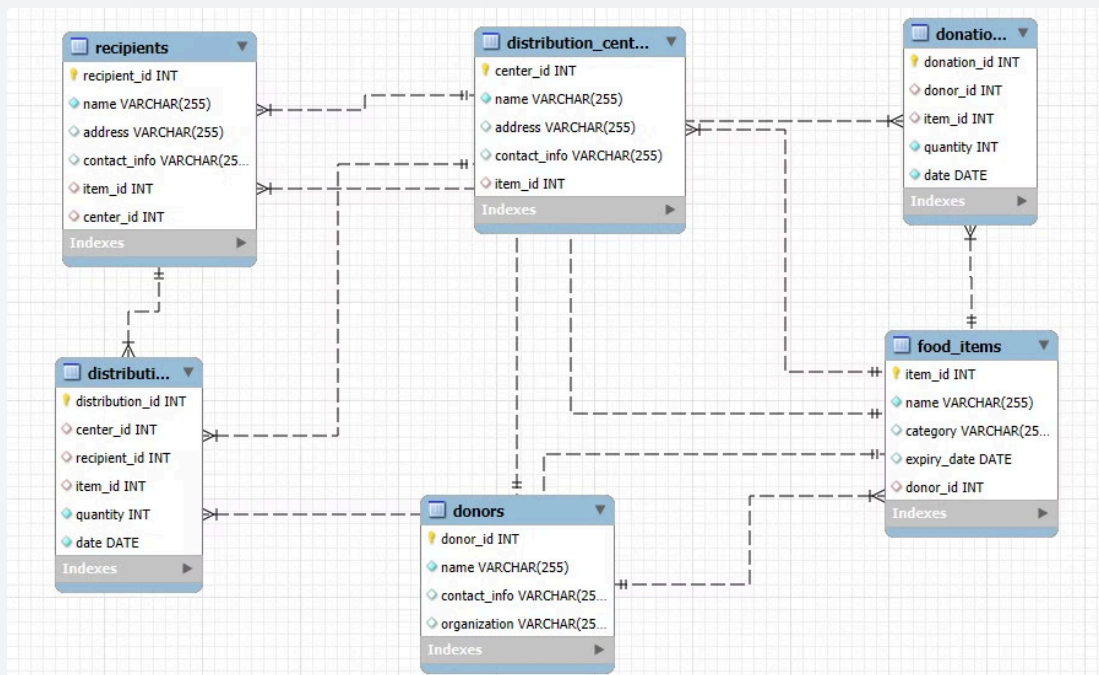 recipients
recipient_id INT
name VARCHAR(255)
address VARCHAR(255)
contact_info VARCHAR(25...
item_id INT
center_id INT
Indexes
distribution_cent...
center_id INT
name VARCHAR(255)
address VARCHAR(255)
contact_info VARCHAR(255)
item_id INT
Indexes
donatio...
donation_id INT
donor_id INT
item_id INT
quantity INT
date DATE
Indexes
distributi...
distribution_id INT
center_id INT
recipient_id INT
item_id INT
quantity INT
date DATE
Indexes
donors
donor_id INT
name VARCHAR(255)
contact_info VARCHAR(25...
organization VARCHAR(25...
Indexes
food_items
item_id INT
name VARCHAR(255)
category VARCHAR(25...
expiry_date DATE
donor_id INT
Indexes